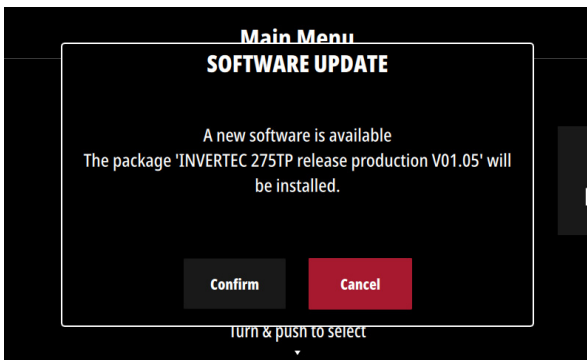 Main Menu
SOFTWARE UPDATE
A new software is available
The package 'INVERTEC 275TP release production V01.05' will
be installed.
Confirm Cancel
Turn & push to select